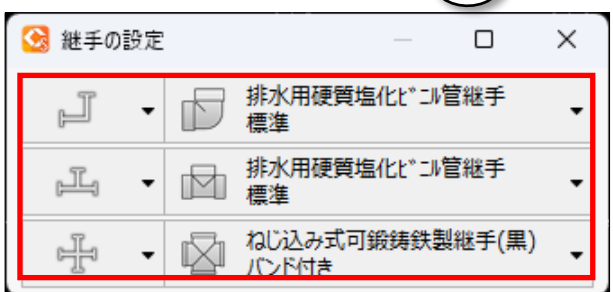 継手の設定
排水用硬質塩化ﾋﾞﾆﾙ管継手
標準
排水用硬質塩化ﾋﾞﾆﾙ管継手
標準
ねじ込み式可鍛鋳鉄製継手(黒)
バンド付き